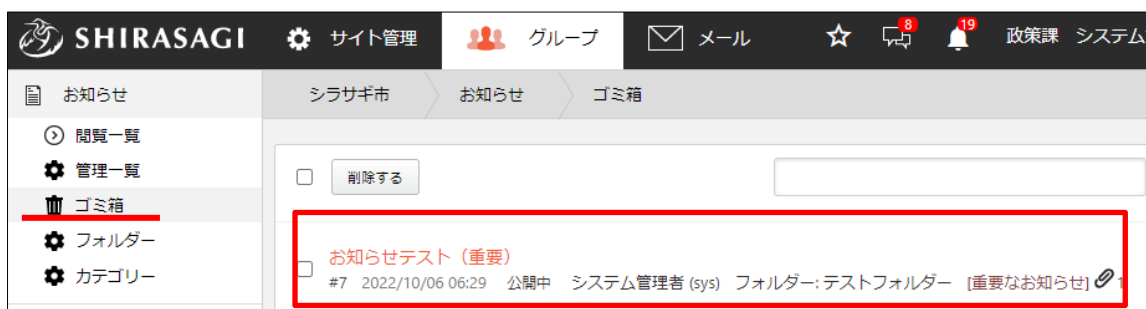 SHIRASAGI サイト管理 グループ メール 8 19 政策課 システム
お知らせ シラサギ市 お知らせ ゴミ箱
閲覧一覧
管理一覧
削除する
ゴミ箱
フォルダー
お知らせテスト（重要）
カテゴリー
#7 2022/10/06 06:29 公開中 システム管理者 (sys) フォルダー: テストフォルダー [重要なお知らせ] 1